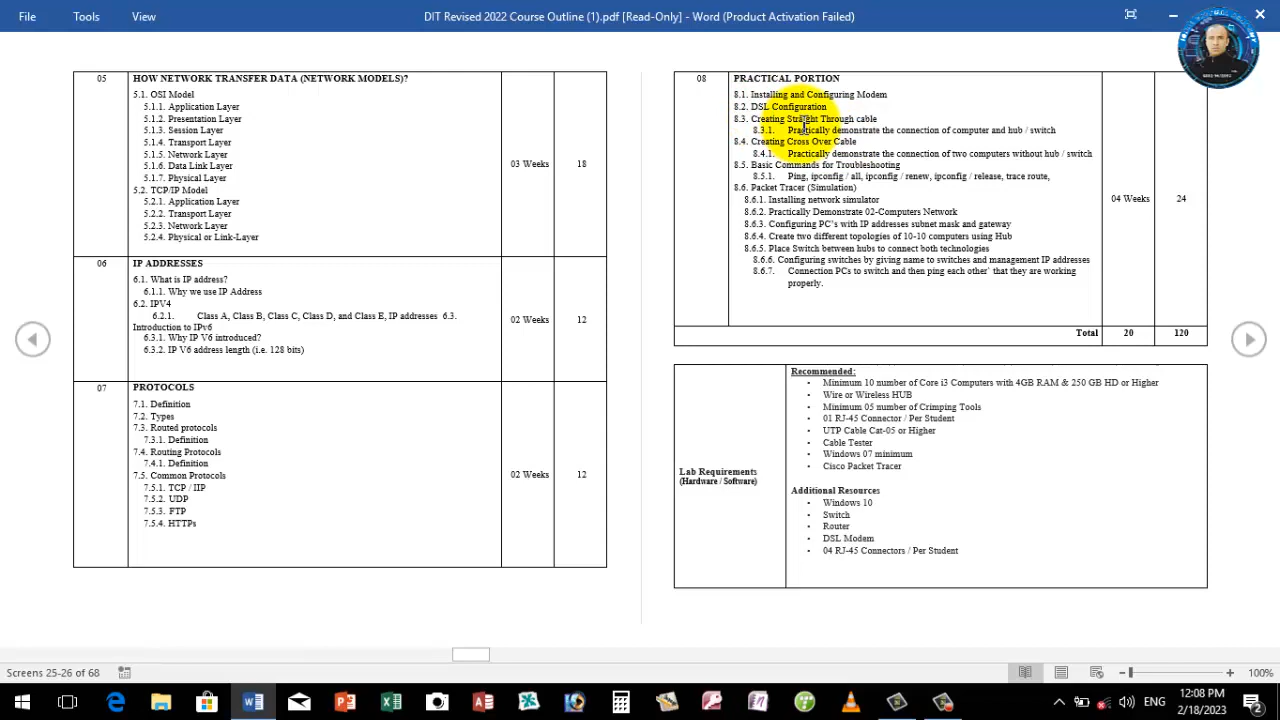 File
Tools
View
DIT Revised 2022 Course Outline (1).pdf [Read-Only] - Word (Product Activation Failed)
05
HOW NETWORK TRANSFER DATA (NETWORK MODELS)?
5.1. OSI Model
5.1.1. Application Layer
5.1.2. Presentation Layer
5.1.3. Session Layer
5.1.4. Transport Layer
5.1.5. Network Layer
5.1.6. Data Link Layer
5.1.7. Physical Layer
5.2. TCP/IP Model
5.2.1. Application Layer
5.2.2. Transport Layer
5.2.3. Network Layer
5.2.4. Physical or Link-Layer
03 Weeks
18
06
IP ADDRESSES
6.1. What is IP address?
6.1.1. Why we use IP Address
6.2. IPV4
6.2.1. Class A, Class B, Class C, Class D, and Class E, IP addresses 6.3.
Introduction to IPv6
6.3.1. Why IP V6 introduced?
6.3.2. IP V6 address length (i.e. 128 bits)
02 Weeks
12
07
PROTOCOLS
7.1. Definition
7.2. Types
7.3. Routed protocols
7.3.1. Definition
7.4. Routing Protocols
7.4.1. Definition
7.5. Common Protocols
7.5.1. TCP / IIP
7.5.2. UDP
7.5.3. FTP
7.5.4. HTTPs
02 Weeks
12
08
PRACTICAL PORTION
8.1. Installing and Configuring Modem
8.2. DSL Configuration
8.3. Creating Straight Through cable
8.3.1. Practically demonstrate the connection of computer and hub / switch
8.4. Creating Cross Over Cable
8.4.1. Practically demonstrate the connection of two computers without hub / switch
8.5. Basic Commands for Troubleshooting
8.5.1. Ping, ipconfig / all, ipconfig / renew, ipconfig / release, trace route,
8.6. Packet Tracer (Simulation)
8.6.1. Installing network simulator
8.6.2. Practically Demonstrate 02-Computers Network
8.6.3. Configuring PC's with IP addresses subnet mask and gateway
8.6.4. Create two different topologies of 10-10 computers using Hub
8.6.5. Place Switch between hubs to connect both technologies
8.6.6. Configuring switches by giving name to switches and management IP addresses
8.6.7. Connection PCs to switch and then ping each other` that they are working
properly.
04 Weeks
24
Total
20
120
Lab Requirements
(Hardware / Software)
Recommended:
• Minimum 10 number of Core i3 Computers with 4GB RAM & 250 GB HD or Higher
• Wire or Wireless HUB
• Minimum 05 number of Crimping Tools
• 01 RJ-45 Connector / Per Student
• UTP Cable Cat-05 or Higher
• Cable Tester
• Windows 07 minimum
• Cisco Packet Tracer
Additional Resources
• Windows 10
• Switch
• Router
• DSL Modem
• 04 RJ-45 Connectors / Per Student
Screens 25-26 of 68
100%
ENG
12:08 PM
2/18/2023
2